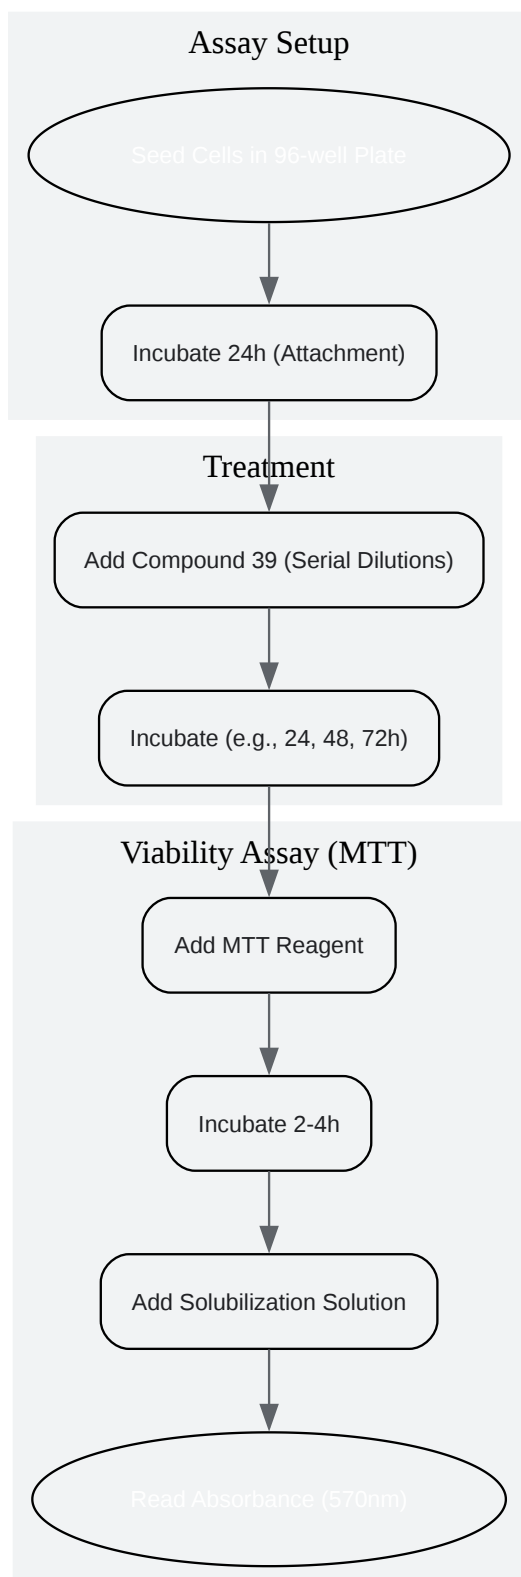 Assay Setup
Seed Cells in 96-well Plate
Incubate 24h (Attachment)
Treatment
Add Compound 39 (Serial Dilutions)
Incubate (e.g., 24, 48, 72h)
Viability Assay (MTT)
Add MTT Reagent
Incubate 2-4h
Add Solubilization Solution
Read Absorbance (570nm)